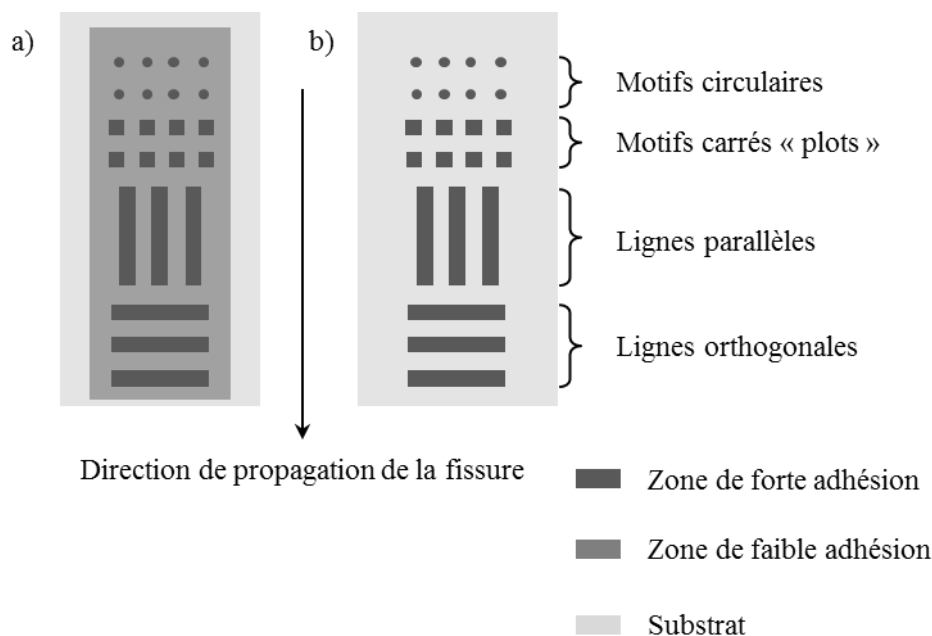 a)
b)
Motifs circulaires
Motifs carrés « plots »
Lignes parallèles
Lignes orthogonales
Direction de propagation de la fissure
Zone de forte adhésion
Zone de faible adhésion
Substrat